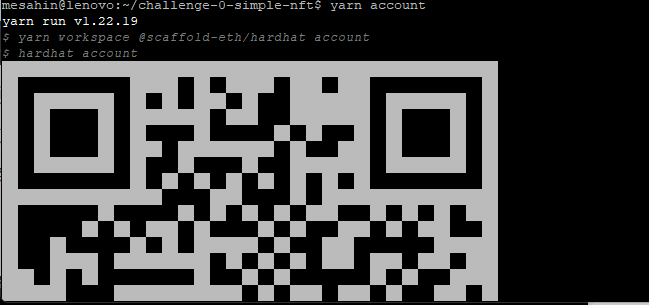 mesahin@lenovo:~/challenge-0-simple-nft$ yarn account
yarn run v1.22.19
$ yarn workspace @scaffold-eth/hardhat account
$ hardhat account